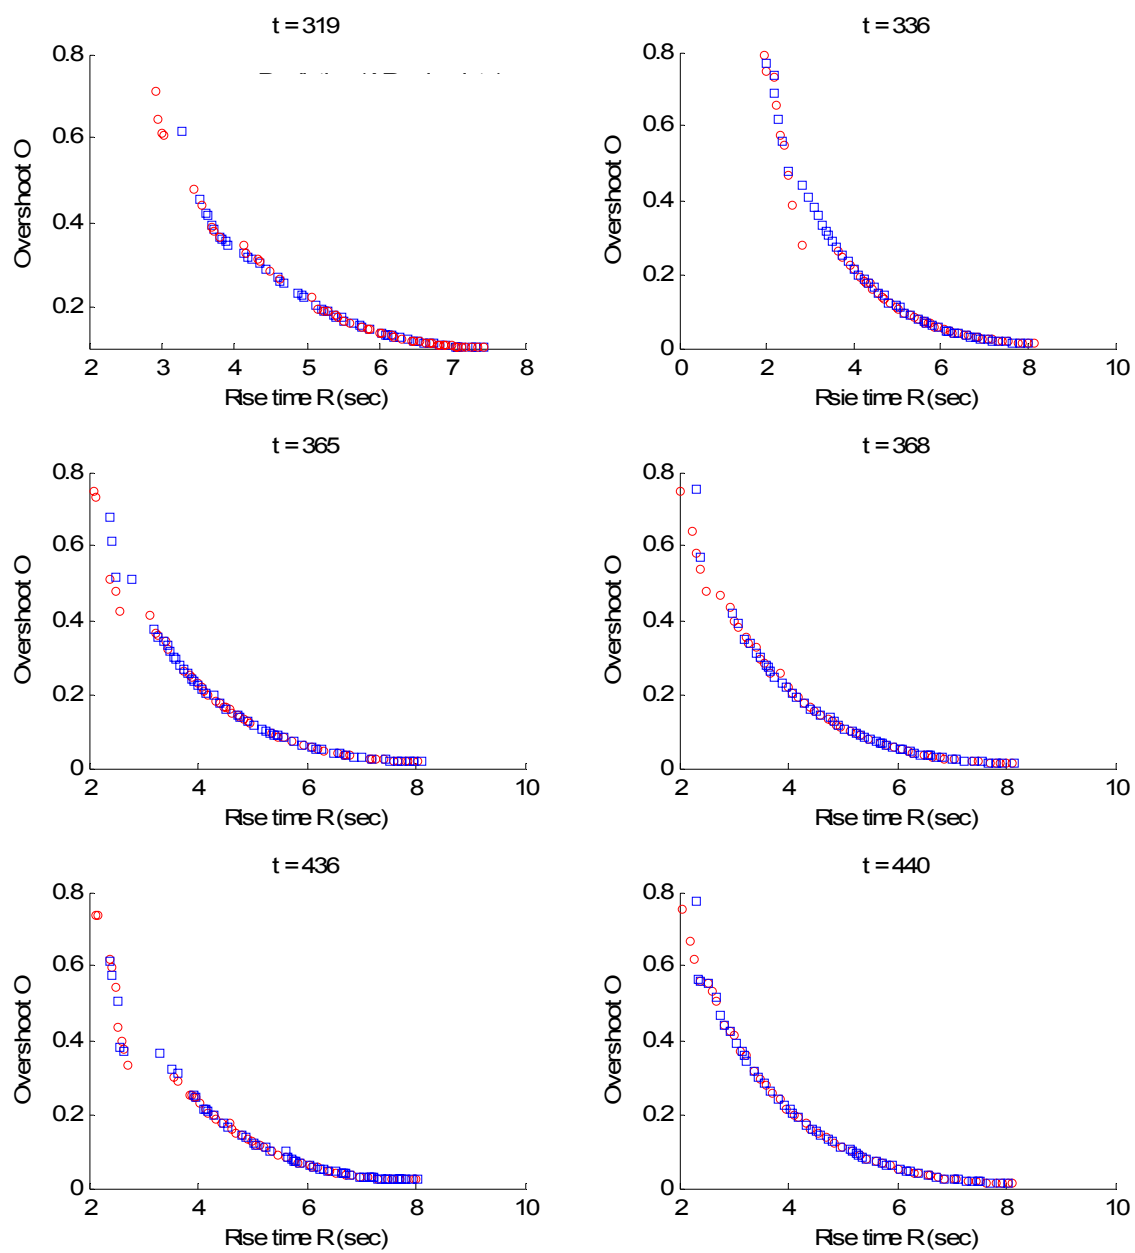 t = 319
0.8
0.6
0.4
0.2
Overshoot O
2 3 4 5 6 7 8
Rise time R (sec)
t = 336
0.8
0.6
0.4
0.2
0
Overshoot O
0 2 4 6 8 10
Rsie time R (sec)
t = 365
0.8
0.6
0.4
0.2
0
Overshoot O
2 4 6 8 10
Rise time R (sec)
t = 368
0.8
0.6
0.4
0.2
0
Overshoot O
2 4 6 8 10
Rise time R (sec)
t = 436
0.8
0.6
0.4
0.2
0
Overshoot O
2 4 6 8 10
Rise time R (sec)
t = 440
0.8
0.6
0.4
0.2
0
Overshoot O
2 4 6 8 10
Rise time R (sec)